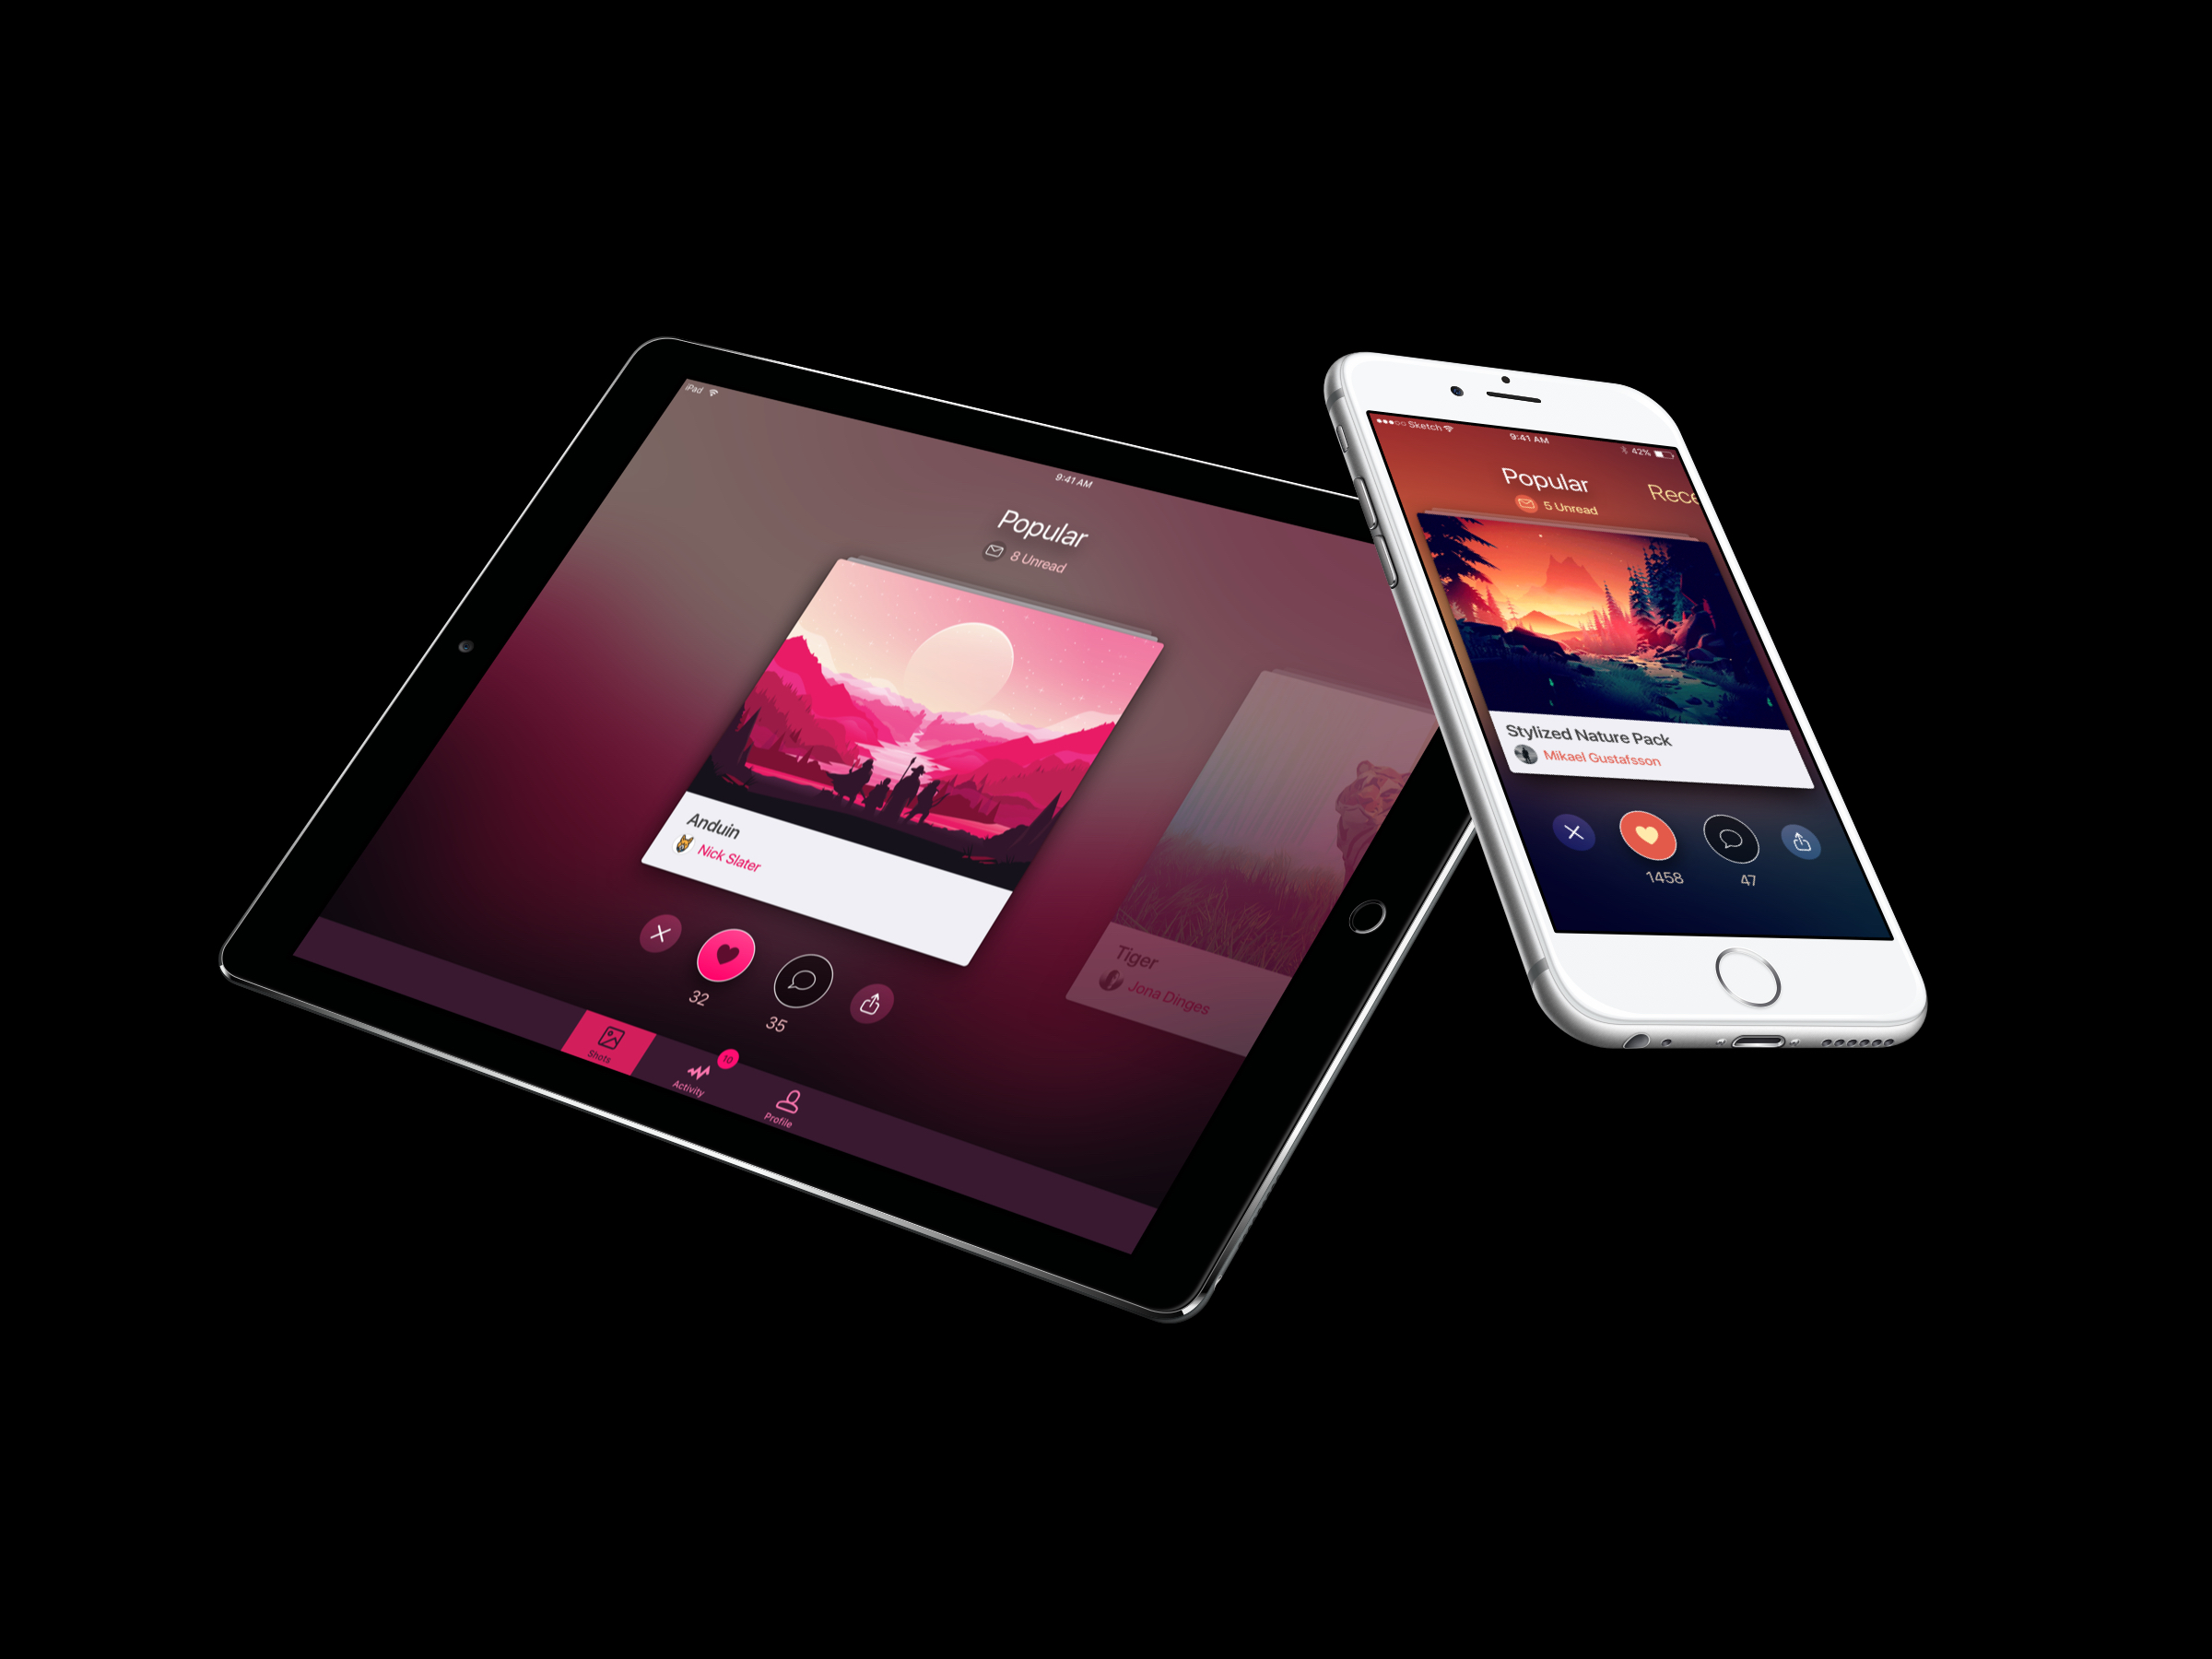 iPad
9:41 AM
Popular
8 Unread
Anduin
Nick Slater
32
35
Tiger
Jona Dinges
Shots
Activity
10
Profile
Sketch
9:41 AM
42%
Popular
Rece
5 Unread
Stylized Nature Pack
Mikael Gustafsson
1458
47